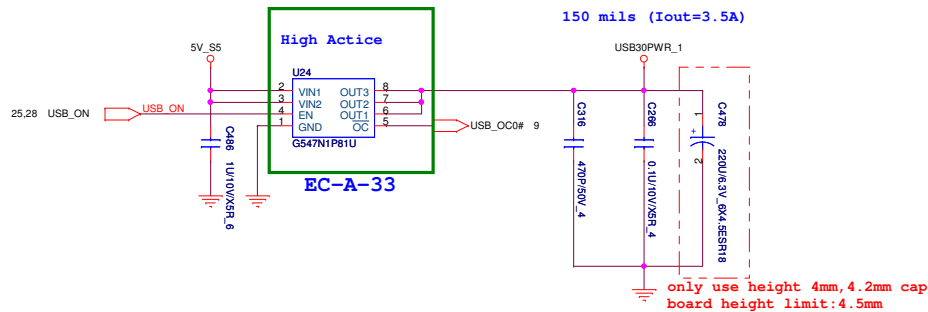 150 mils (Iout=3.5A)
High Actice
5V_S5
USB30PWR_1
U24
2 VIN1 OUT3 8
3 VIN2 OUT2 7
4 EN OUT1 6
1 GND OC 5
G547N1P81U
25,28 USB_ON
USB_ON
USB_OC0# 9
EC-A-33
C486
1U/10V/X5R_6
C316
470P/50V_4
C266
0.1U/10V/X5R_4
C478
1
+
2
220U/6.3V_6X4.5ESR18
only use height 4mm,4.2mm cap
board height limit:4.5mm